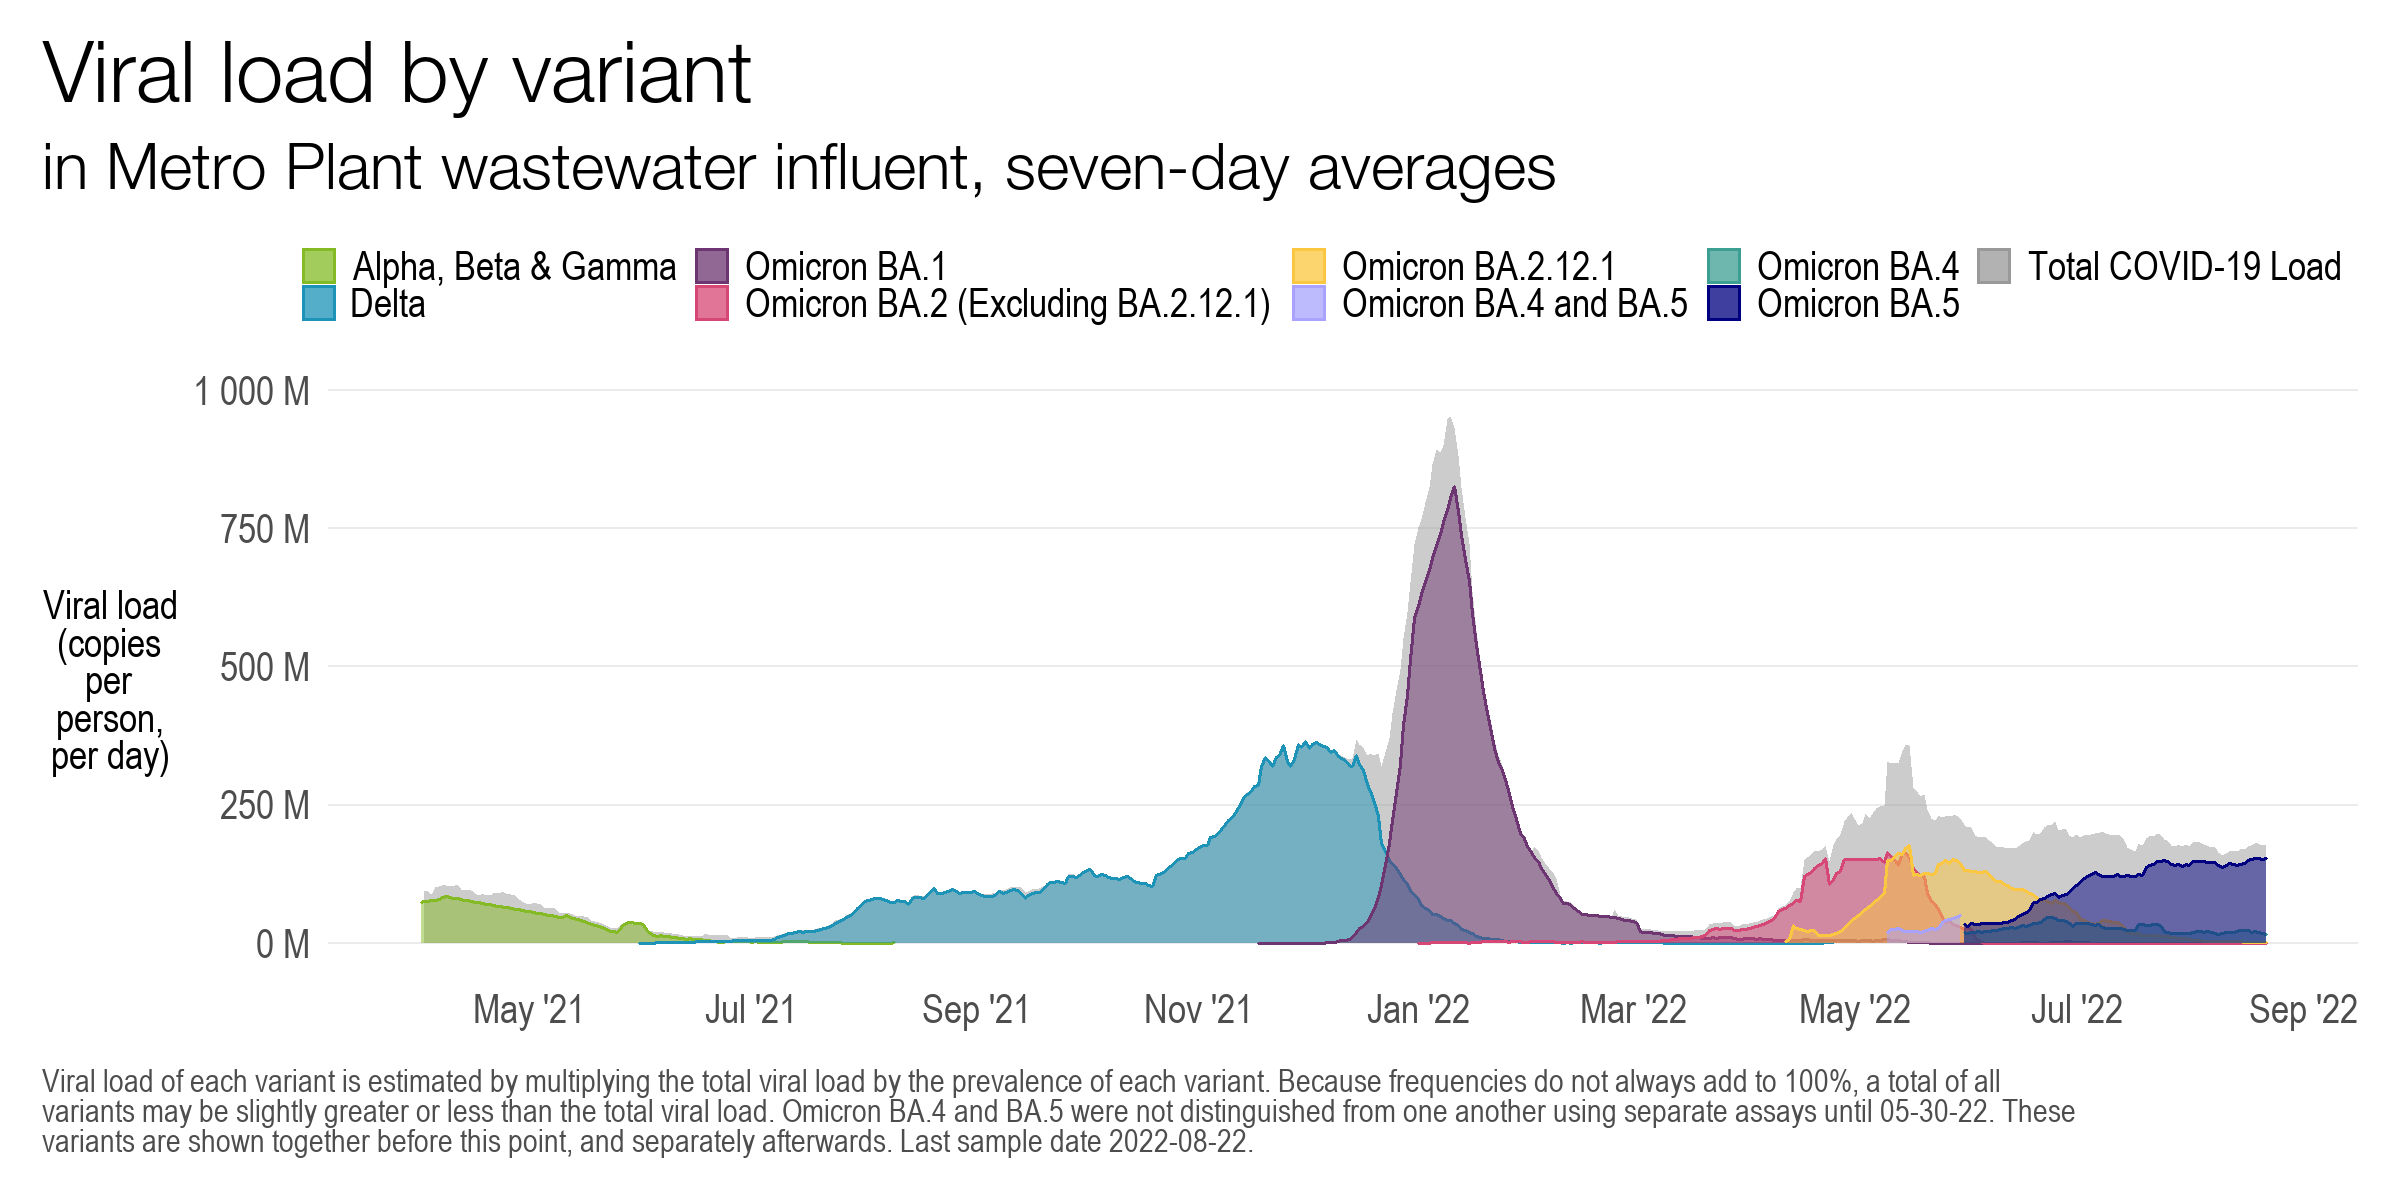 Viral load by variant
in Metro Plant wastewater influent, seven-day averages
Alpha, Beta & Gamma
Delta
Omicron BA.1
Omicron BA.2 (Excluding BA.2.12.1)
Omicron BA.2.12.1
Omicron BA.4 and BA.5
Omicron BA.4
Omicron BA.5
Total COVID-19 Load
1 000 M
750 M
500 M
250 M
0 M
Viral load
(copies
per
person,
per day)
May '21
Jul '21
Sep '21
Nov '21
Jan '22
Mar '22
May '22
Jul '22
Sep '22
Viral load of each variant is estimated by multiplying the total viral load by the prevalence of each variant. Because frequencies do not always add to 100%, a total of all
variants may be slightly greater or less than the total viral load. Omicron BA.4 and BA.5 were not distinguished from one another using separate assays until 05-30-22. These
variants are shown together before this point, and separately afterwards. Last sample date 2022-08-22.